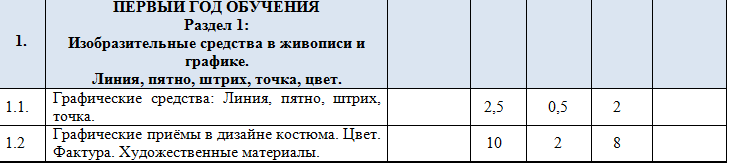 ПЕРВЫЙ ГОД ОБУЧЕНИЯ
Раздел 1:
1.
Изобразительные средства в живописи и
графике.
Линия, пятно, штрих, точка, цвет.
1.1. Графические средства: Линия, пятно, штрих, точка. 2,5 0,5 2
1.2 Графические приёмы в дизайне костюма. Цвет. Фактура. Художественные материалы. 10 2 8